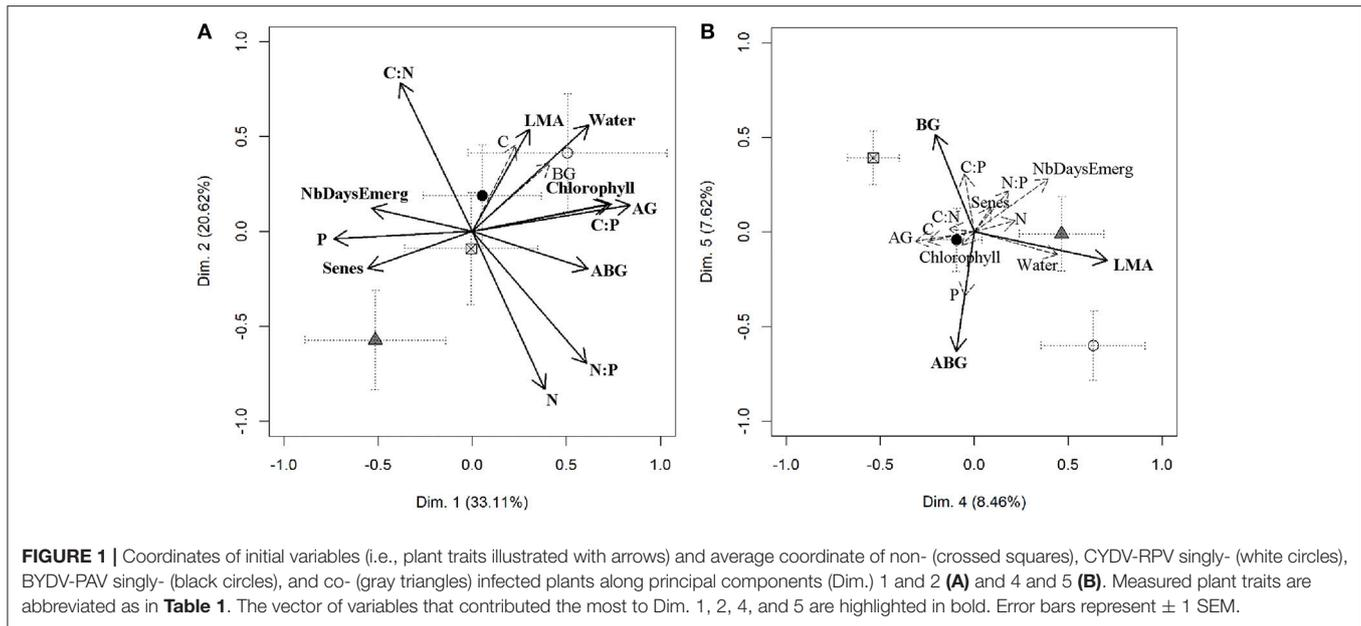 A
B
1.0
0.5
0.0
-0.5
-1.0
Dim. 2 (20.62%)
C:N
LMA
Water
C
BG
Chlorophyll
NbDaysEmerg
AG
C:P
P
Senes
ABG
N:P
N
-1.0 -0.5 0.0 0.5 1.0
Dim. 1 (33.11%)
1.0
0.5
0.0
-0.5
-1.0
Dim. 5 (7.62%)
BG
C:P
NbDaysEmerg
N:P
Senes
C:N
N
C
AG
Chlorophyll
Water
LMA
P
ABG
-1.0 -0.5 0.0 0.5 1.0
Dim. 4 (8.46%)
FIGURE 1 | Coordinates of initial variables (i.e., plant traits illustrated with arrows) and average coordinate of non- (crossed squares), CYDV-RPV singly- (white circles),
BYDV-PAV singly- (black circles), and co- (gray triangles) infected plants along principal components (Dim.) 1 and 2 (A) and 4 and 5 (B). Measured plant traits are
abbreviated as in Table 1. The vector of variables that contributed the most to Dim. 1, 2, 4, and 5 are highlighted in bold. Error bars represent ± 1 SEM.